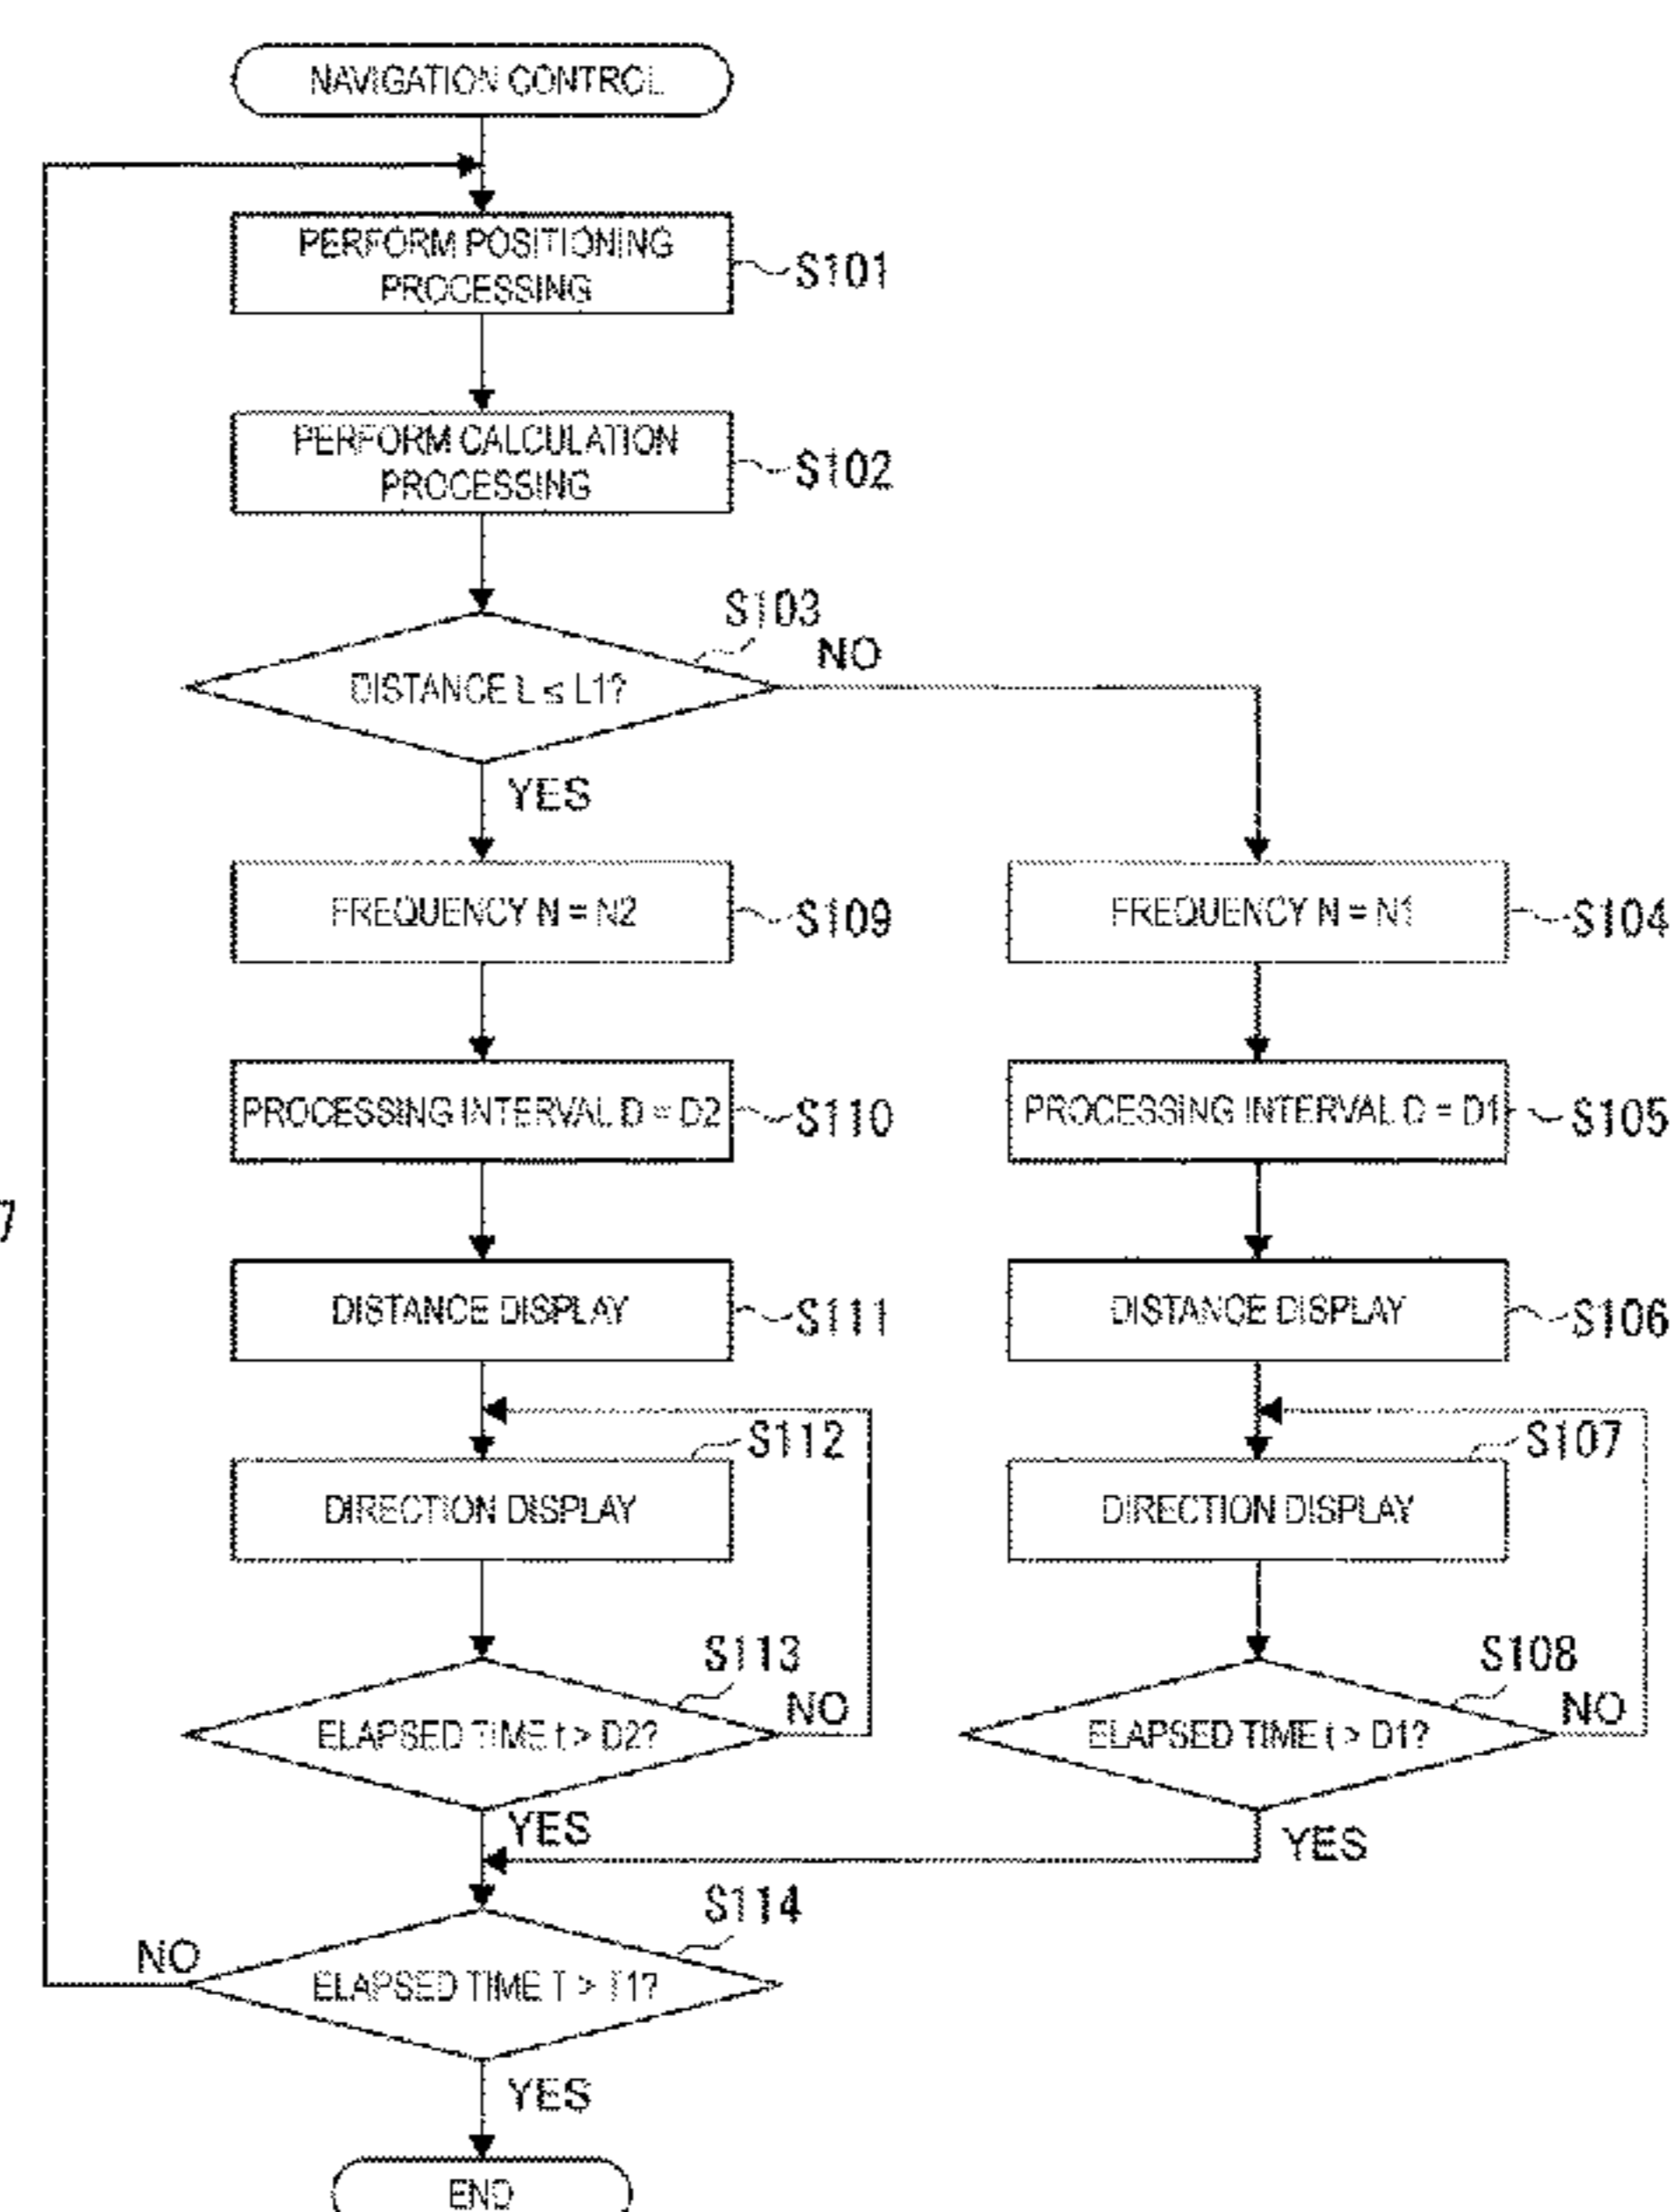 NAVIGATION CONTROL
PERFORM POSITIONING
PROCESSING
S101
PERFORM CALCULATION
PROCESSING
S102
S103
DISTANCE L ≤ L1?
NO
YES
FREQUENCY N = N2
S109
FREQUENCY N = N1
S104
PROCESSING INTERVAL D = D2
S110
PROCESSING INTERVAL D = D1
S105
7
DISTANCE DISPLAY
S111
DISTANCE DISPLAY
S106
S112
DIRECTION DISPLAY
S107
DIRECTION DISPLAY
S113
ELAPSED TIME t > D2?
NO
YES
S108
ELAPSED TIME t > D1?
NO
YES
S114
NO
ELAPSED TIME T > T1?
YES
END